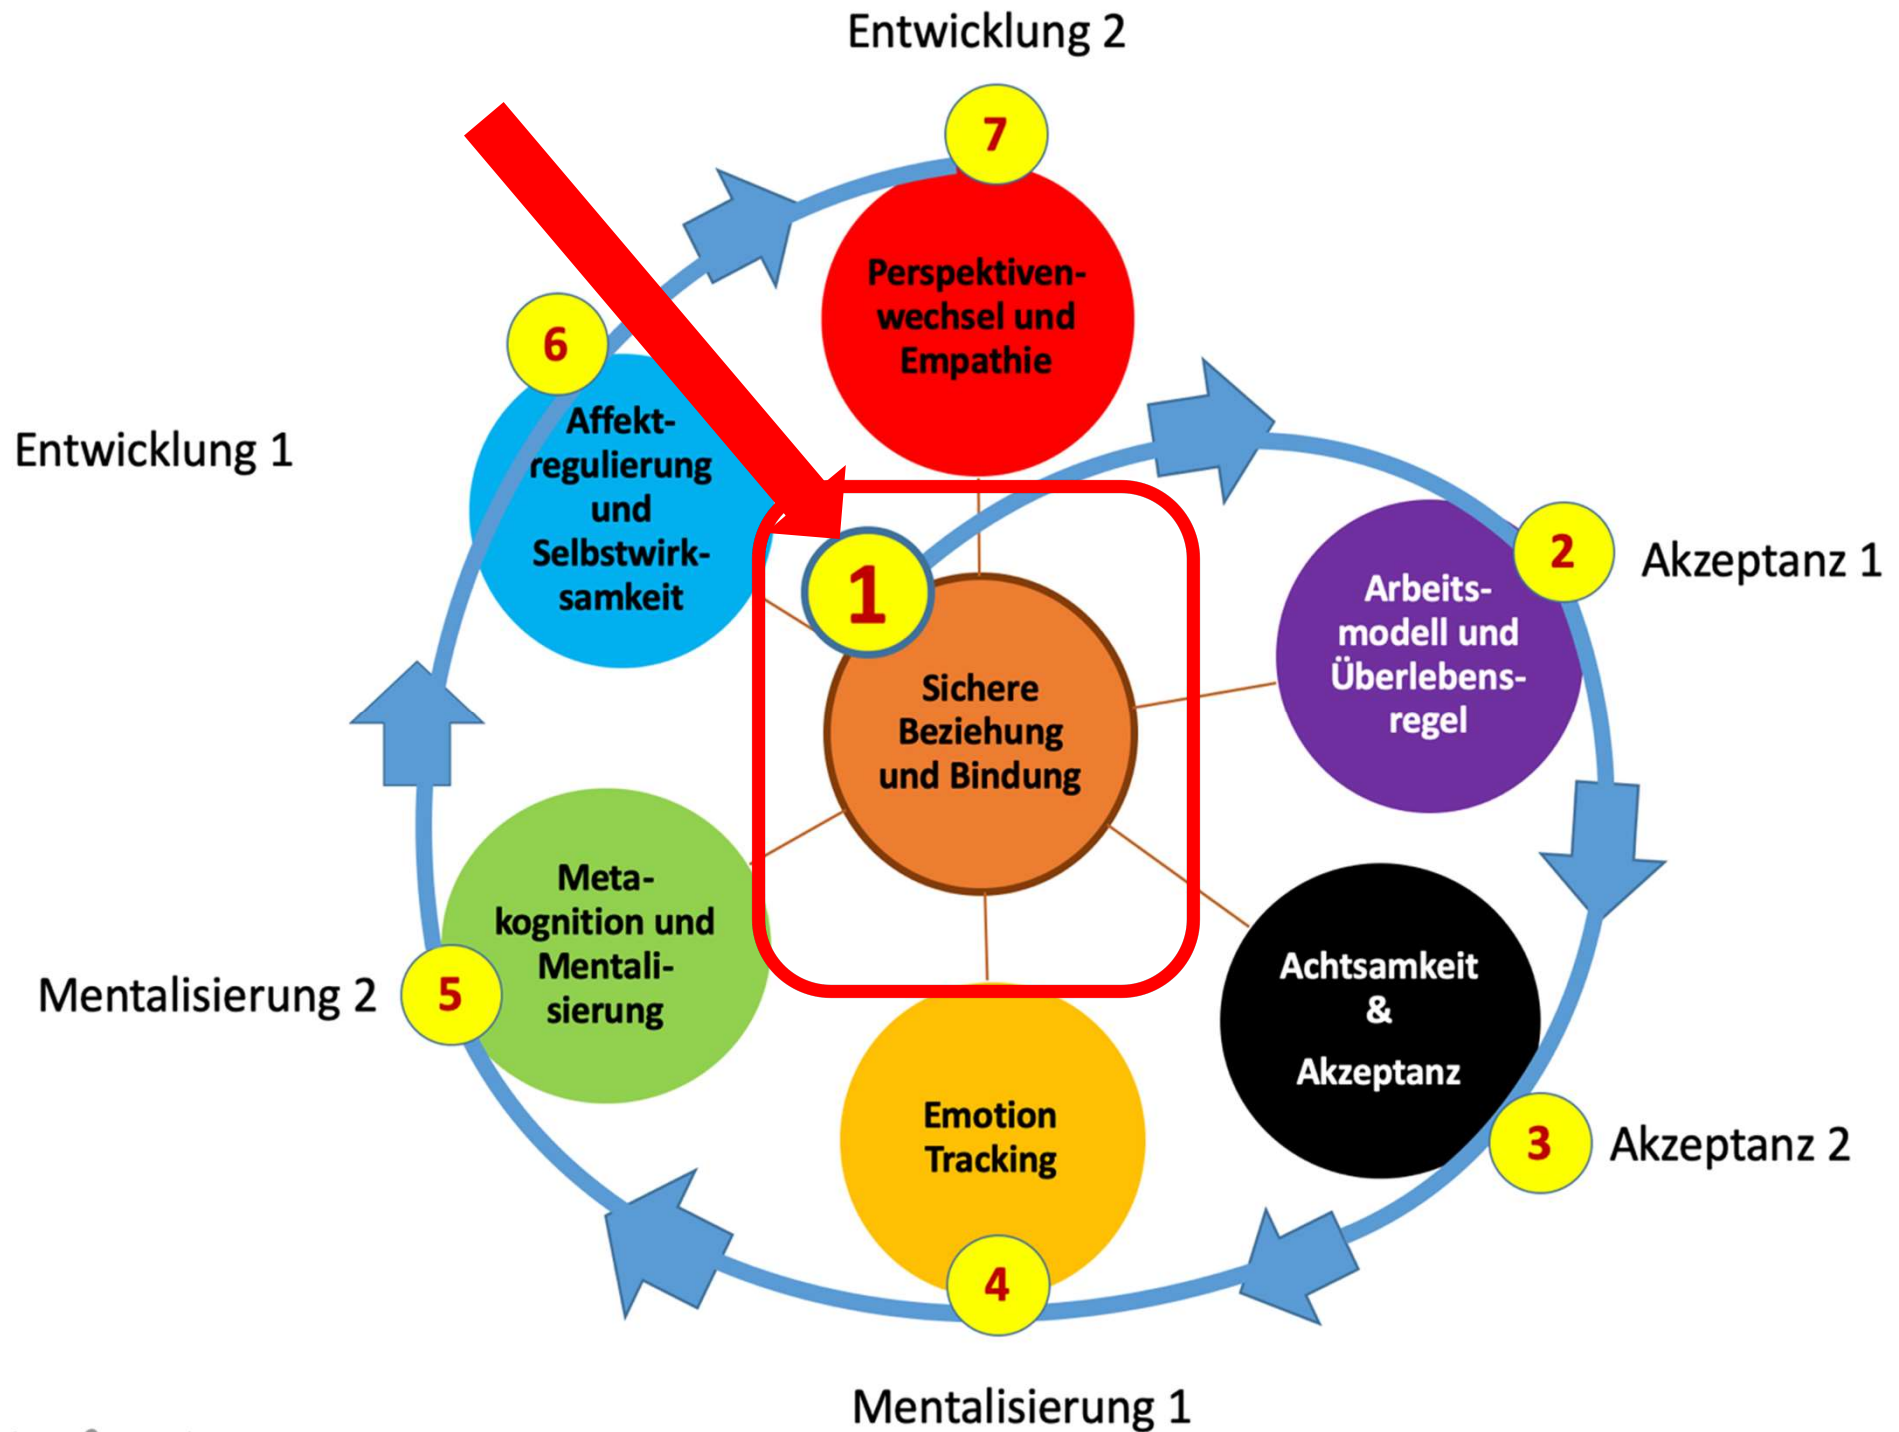 Entwicklung 2
7
Perspektiven-
wechsel und
Empathie
6
Affekt-
regulierung
und
Selbstwirk-
samkeit
Entwicklung 1
1
Sichere
Beziehung
und Bindung
2
Akzeptanz 1
Arbeits-
modell und
Überlebens-
regel
Achtsamkeit
&
Akzeptanz
3
Akzeptanz 2
Emotion
Tracking
4
Mentalisierung 1
Meta-
kognition und
Mentali-
sierung
5
Mentalisierung 2